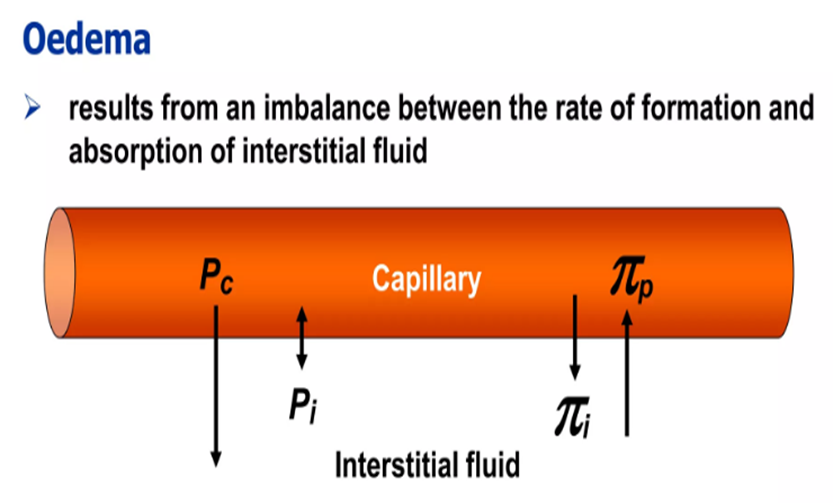 Oedema
results from an imbalance between the rate of formation and
absorption of interstitial fluid
Pc
Capillary
πp
Pi
πi
Interstitial fluid